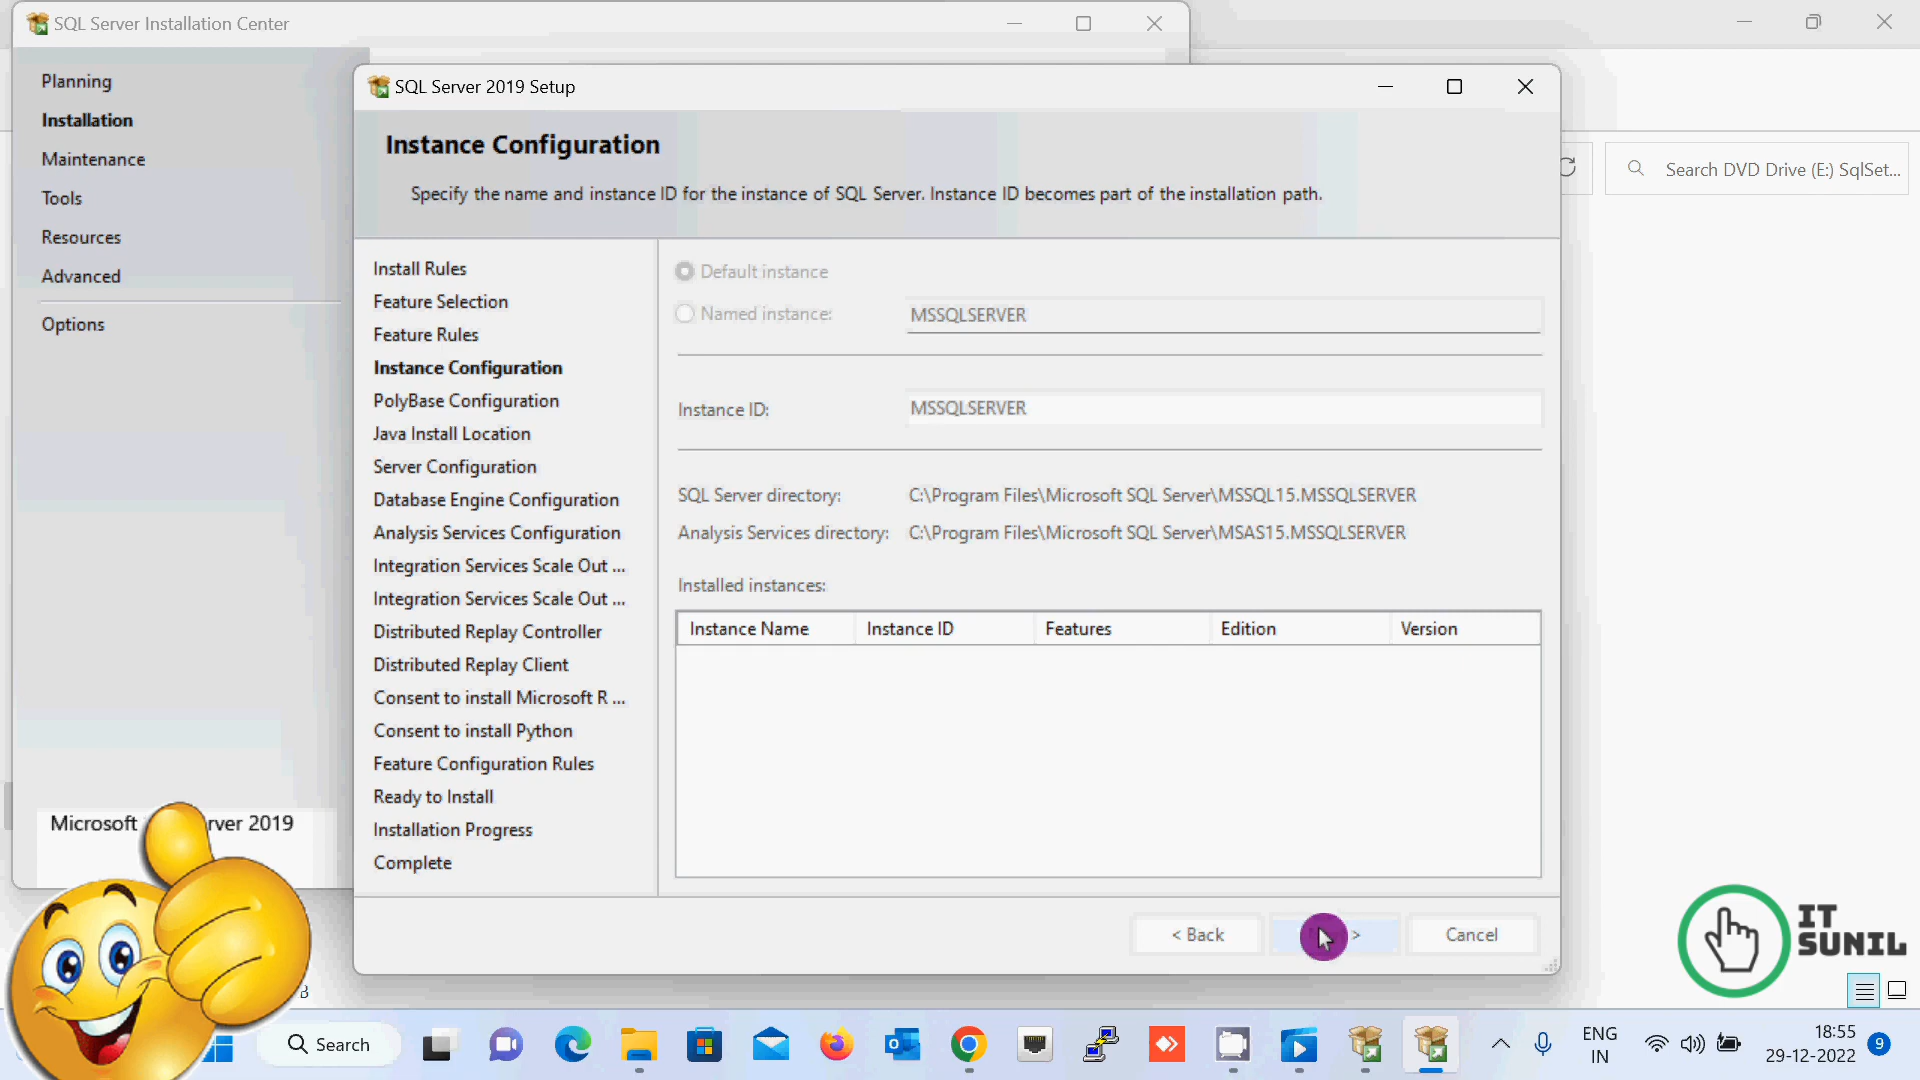 SQL Server Installation Center
Planning
Installation
Maintenance
Tools
Resources
Advanced
Options
Microsoft
rver 2019
SQL Server 2019 Setup
Instance Configuration
Specify the name and instance ID for the instance of SQL Server. Instance ID becomes part of the installation path.
Install Rules
Feature Selection
Feature Rules
Instance Configuration
PolyBase Configuration
Java Install Location
Server Configuration
Database Engine Configuration
Analysis Services Configuration
Integration Services Scale Out ...
Integration Services Scale Out ...
Distributed Replay Controller
Distributed Replay Client
Consent to install Microsoft R ...
Consent to install Python
Feature Configuration Rules
Ready to Install
Installation Progress
Complete
Default instance
Named instance: MSSQLSERVER
Instance ID: MSSQLSERVER
SQL Server directory: C:\Program Files\Microsoft SQL Server\MSSQL15.MSSQLSERVER
Analysis Services directory: C:\Program Files\Microsoft SQL Server\MSAS15.MSSQLSERVER
Installed instances:
Instance Name Instance ID Features Edition Version
< Back > Cancel
Search DVD Drive (E:) SqlSet...
IT
SUNIL
B
Search
ENG
IN
18:55
29-12-2022
9